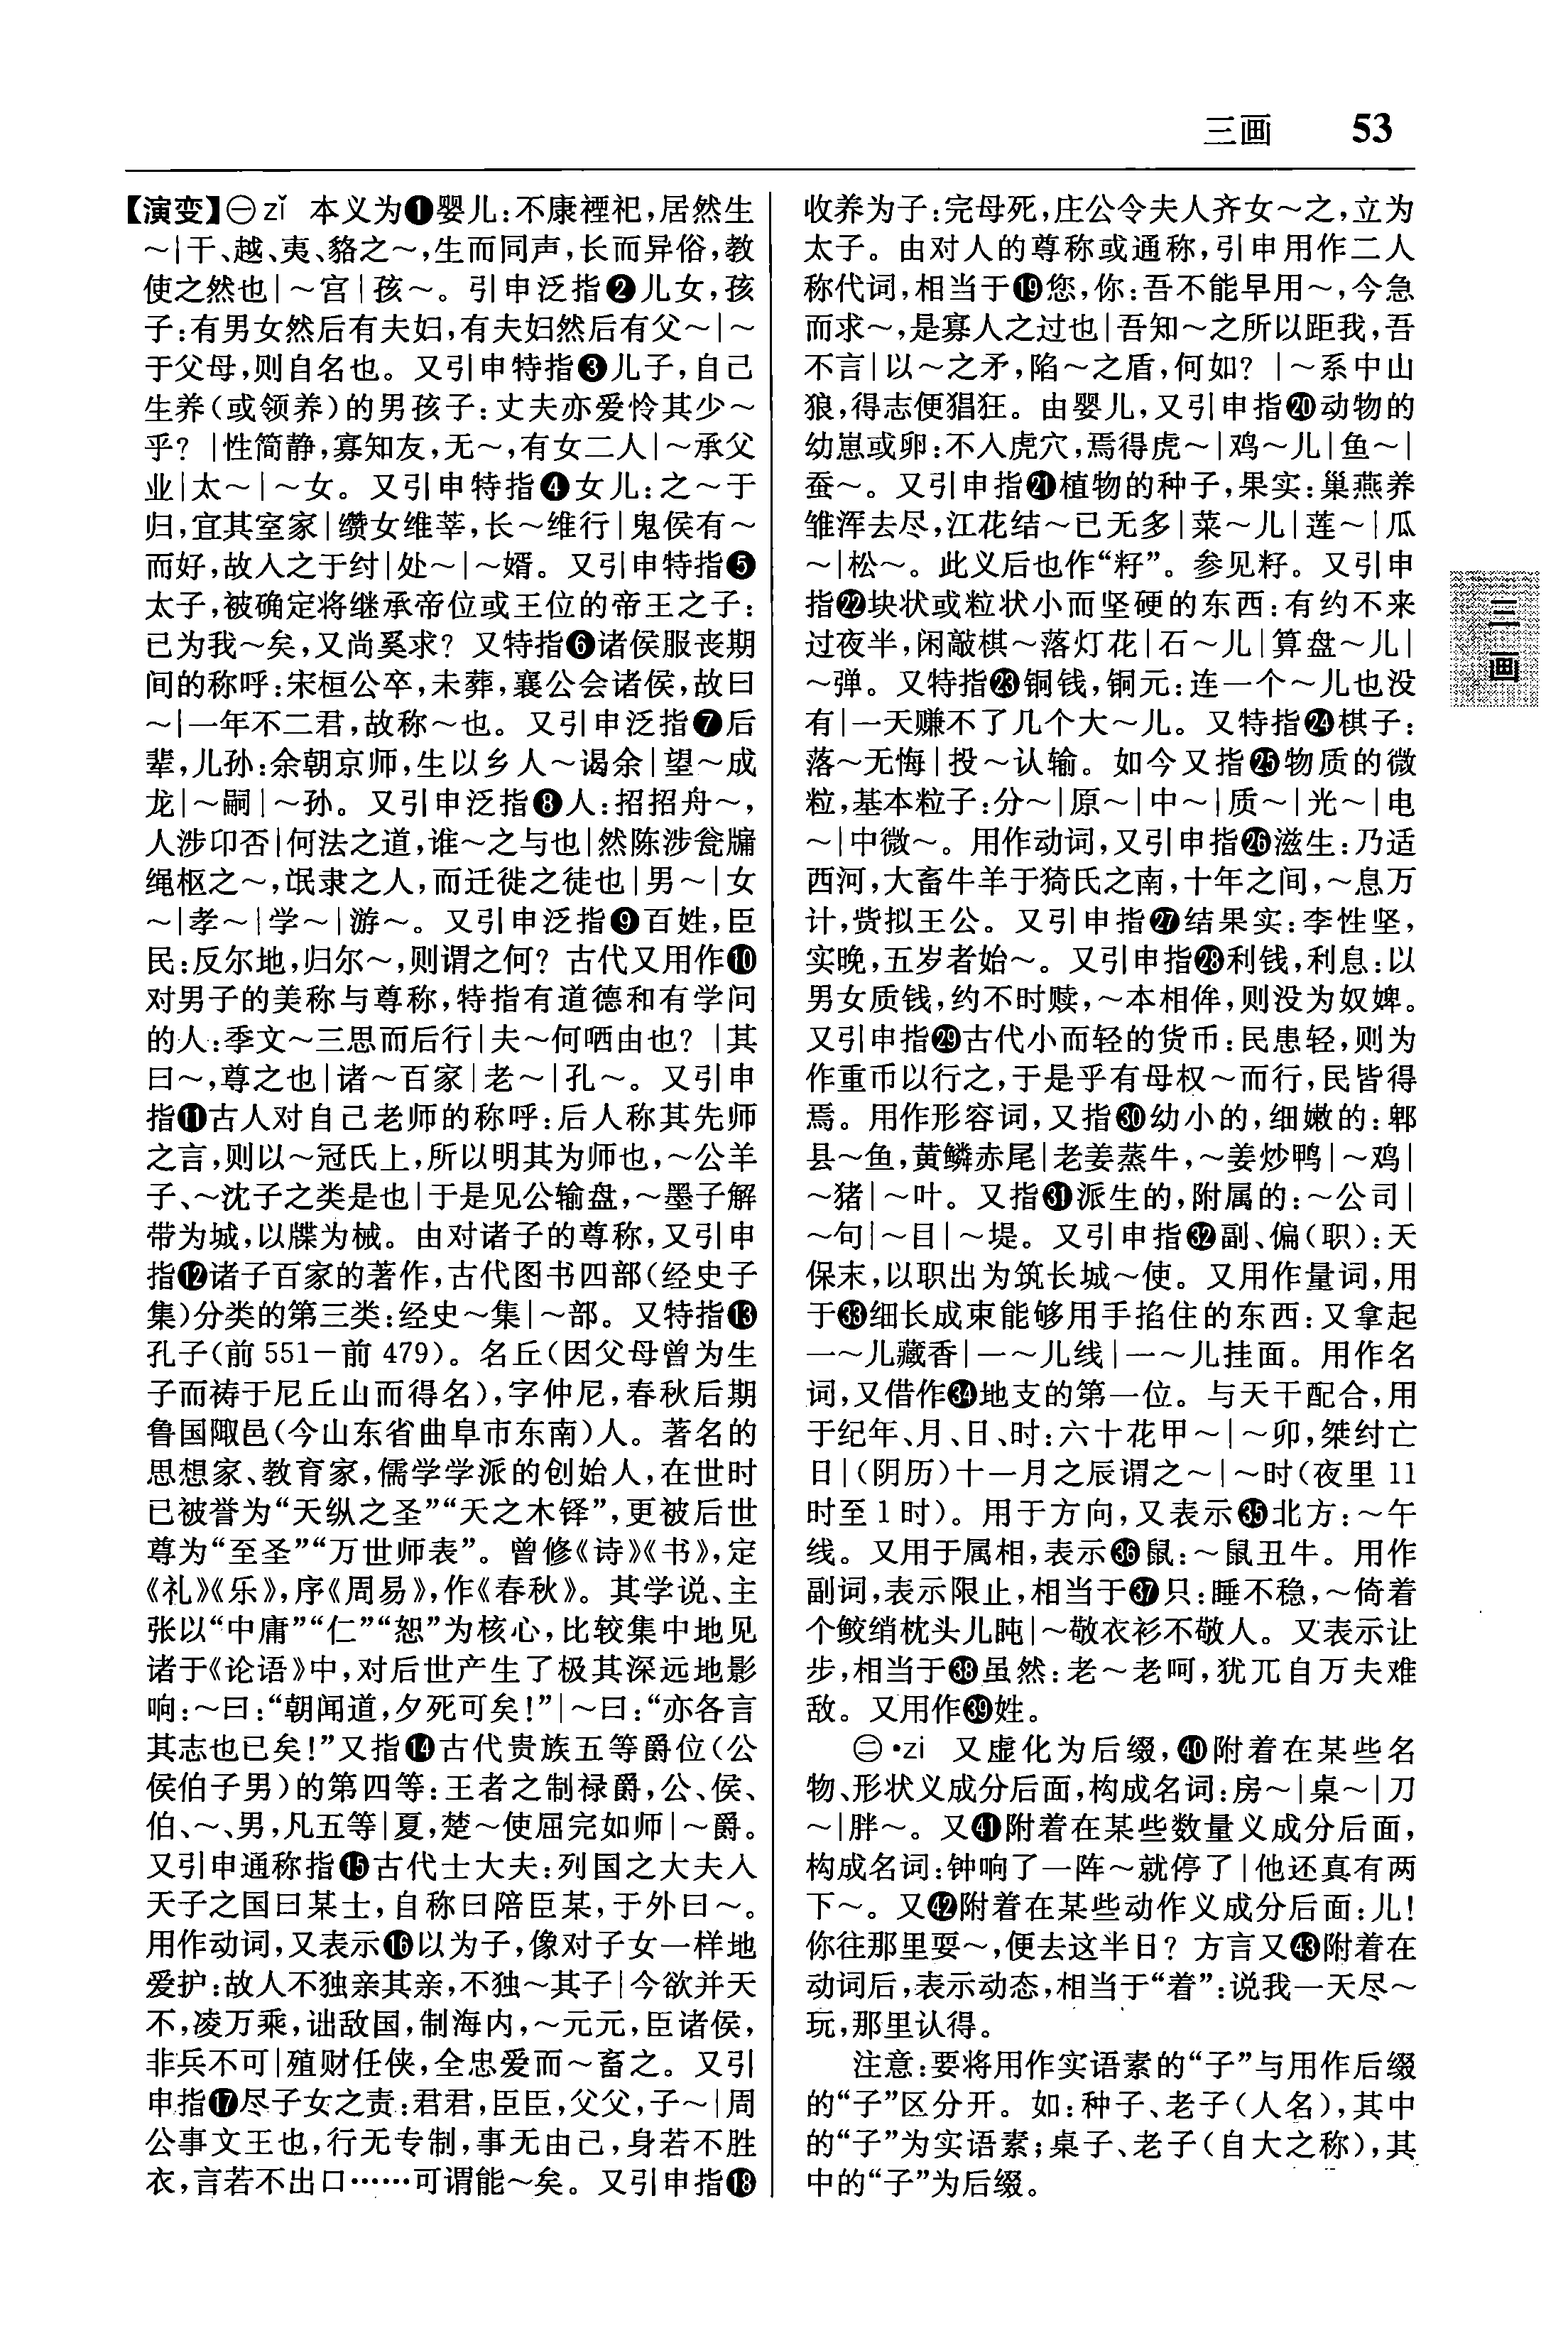 三画 53
【演变】㊀zǐ 本义为❶婴儿:不康禋祀,居然生
～|干、越、夷、貉之～,生而同声,长而异俗,教
使之然也|～宫|孩～。引申泛指❷儿女,孩
子:有男女然后有夫妇,有夫妇然后有父～|～
于父母,则自名也。又引申特指❸儿子,自己
生养(或领养)的男孩子:丈夫亦爱怜其少～
乎?|性简静,寡知友,无～,有女二人|～承父
业|太～|～女。又引申特指❹女儿:之～于
归,宜其室家|缵女维莘,长～维行|鬼侯有～
而好,故入之于纣|处～|～婿。又引申特指❺
太子,被确定将继承帝位或王位的帝王之子:
已为我～矣,又尚奚求?又特指❻诸侯服丧期
间的称呼:宋桓公卒,未葬,襄公会诸侯,故曰
～|一年不二君,故称～也。又引申泛指❼后
辈,儿孙:余朝京师,生以乡人～谒余|望～成
龙|～嗣|～孙。又引申泛指❽人:招招舟～,
人涉卬否|何法之道,谁～之与也|然陈涉瓮牖
绳枢之～,氓隶之人,而迁徙之徒也|男～|女
～|孝～|学～|游～。又引申泛指❾百姓,臣
民:反尔地,归尔～,则谓之何?古代又用作❿
对男子的美称与尊称,特指有道德和有学问
的人:季文～三思而后行|夫～何哂由也?|其
曰～,尊之也|诸～百家|老～|孔～。又引申
指⓫古人对自己老师的称呼:后人称其先师
之言,则以～冠氏上,所以明其为师也,～公羊
子、～沈子之类是也|于是见公输盘,～墨子解
带为城,以牒为械。由对诸子的尊称,又引申
指⓬诸子百家的著作,古代图书四部(经史子
集)分类的第三类:经史～集|～部。又特指⓭
孔子(前551-前479)。名丘(因父母曾为生
子而祷于尼丘山而得名),字仲尼,春秋后期
鲁国陬邑(今山东省曲阜市东南)人。著名的
思想家、教育家,儒学学派的创始人,在世时
已被誉为“天纵之圣”“天之木铎”,更被后世
尊为“至圣”“万世师表”。曾修《诗》《书》,定
《礼》《乐》,序《周易》,作《春秋》。其学说、主
张以“中庸”“仁”“恕”为核心,比较集中地见
诸于《论语》中,对后世产生了极其深远地影
响:～曰:“朝闻道,夕死可矣!”|～曰:“亦各言
其志也已矣!”又指⓮古代贵族五等爵位(公
侯伯子男)的第四等:王者之制禄爵,公、侯、
伯、～、男,凡五等|夏,楚～使屈完如师|～爵。
又引申通称指⓯古代士大夫:列国之大夫入
天子之国曰某士,自称曰陪臣某,于外曰～。
用作动词,又表示⓰以为子,像对子女一样地
爱护:故人不独亲其亲,不独～其子|今欲并天
下,凌万乘,诎敌国,制海内,～元元,臣诸侯,
非兵不可|殖财任侠,全忠爱而～畜之。又引
申指⓱尽子女之责:君君,臣臣,父父,子～|周
公事文王也,行无专制,事无由己,身若不胜
衣,言若不出口……可谓能～矣。又引申指⓲
收养为子:完母死,庄公令夫人齐女～之,立为
太子。由对人的尊称或通称,引申用作二人
称代词,相当于⓳您,你:吾不能早用～,今急
而求～,是寡人之过也|吾知～之所以距我,吾
不言|以～之矛,陷～之盾,何如?|～系中山
狼,得志便猖狂。由婴儿,又引申指⓴动物的
幼崽或卵:不入虎穴,焉得虎～|鸡～儿|鱼～|
蚕～。又引申指㉑植物的种子,果实:巢燕养
雏浑去尽,江花结～已无多|菜～儿|莲～|瓜
～|松～。此义后也作“籽”。参见籽。又引申
指㉒块状或粒状小而坚硬的东西:有约不来
过夜半,闲敲棋～落灯花|石～儿|算盘～儿|
～弹。又特指㉓铜钱,铜元:连一个～儿也没
有|一天赚不了几个大～儿。又特指㉔棋子:
落～无悔|投～认输。如今又指㉕物质的微
粒,基本粒子:分～|原～|中～|质～|光～|电
～|中微～。用作动词,又引申指㉖滋生:乃适
西河,大畜牛羊于猗氏之南,十年之间,～息万
计,赀拟王公。又引申指㉗结果实:李性坚,
实晚,五岁者始～。又引申指㉘利钱,利息:以
男女质钱,约不时赎,～本相侔,则没为奴婢。
又引申指㉙古代小而轻的货币:民患轻,则为
作重币以行之,于是乎有母权～而行,民皆得
焉。用作形容词,又指㉚幼小的,细嫩的:郫
县～鱼,黄鳞赤尾|老姜蒸牛,～姜炒鸭|～鸡|
～猪|～叶。又指㉛派生的,附属的:～公司|
～句|～目|～堤。又引申指㉜副、偏(职):天
保末,以职出为筑长城～使。又用作量词,用
于㉝细长成束能够用手掐住的东西:又拿起
一～儿藏香|一～儿线|一～儿挂面。用作名
词,又借作㉞地支的第一位。与天干配合,用
于纪年、月、日、时:六十花甲～|～卯,桀纣亡
日|(阴历)十一月之辰谓之～|～时(夜里11
时至1时)。用于方向,又表示㉟北方:～午
线。又用于属相,表示㊱鼠:～鼠丑牛。用作
副词,表示限止,相当于㊲只:睡不稳,～倚着
个鲛绡枕头儿盹|～敬衣衫不敬人。又表示让
步,相当于㊳虽然:老～老呵,犹兀自万夫难
敌。又用作㊴姓。
㊁•zi 又虚化为后缀,㊵附着在某些名
物、形状义成分后面,构成名词:房～|桌～|刀
～|胖～。又㊶附着在某些数量义成分后面,
构成名词:钟响了一阵～就停了|他还真有两
下～。又㊷附着在某些动作义成分后面:儿!
你往那里耍～,便去这半日?方言又㊸附着在
动词后,表示动态,相当于“着”:说我一天尽～
玩,那里认得。
注意:要将用作实语素的“子”与用作后缀
的“子”区分开。如:种子、老子(人名),其中
的“子”为实语素;桌子、老子(自大之称),其
中的“子”为后缀。
三画